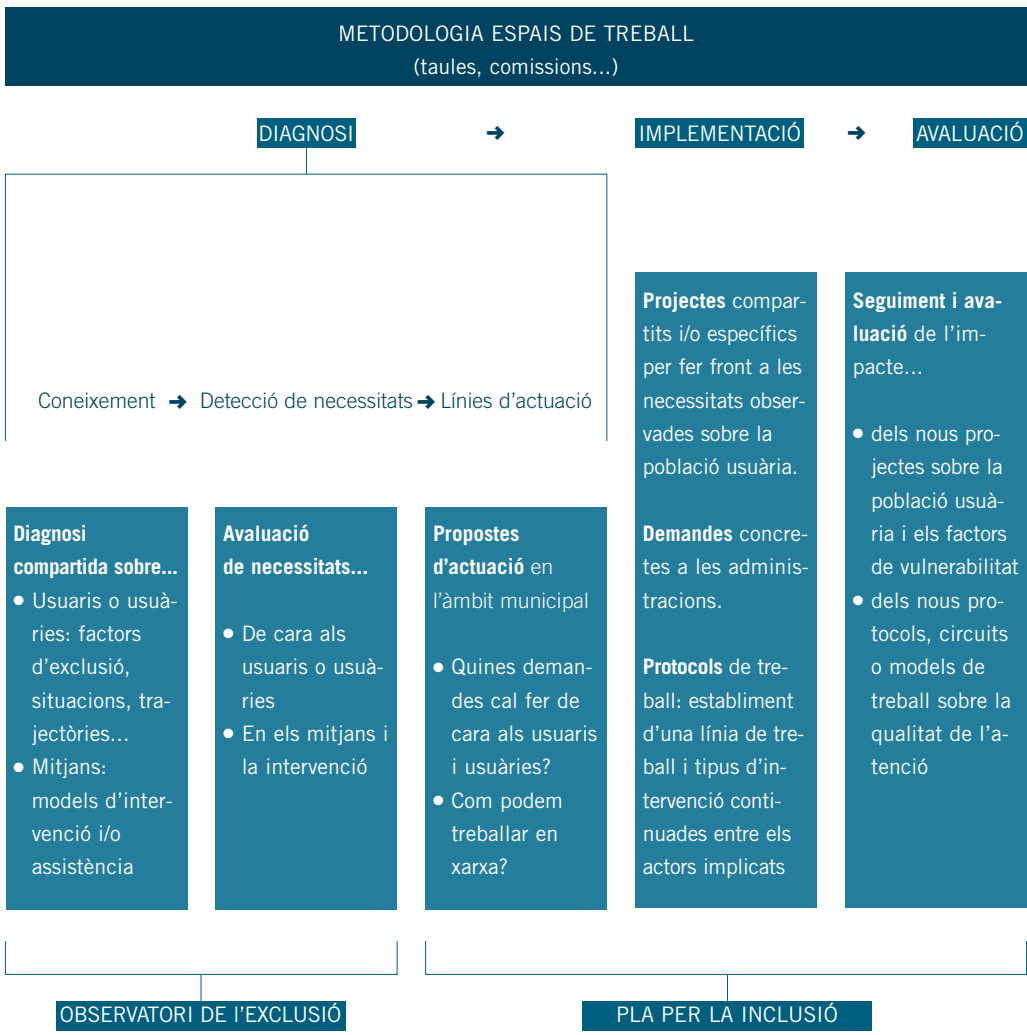 METODOLOGIA ESPAIS DE TREBALL
(taules, comissions...)
DIAGNOSI ➜ IMPLEMENTACIÓ ➜ AVALUACIÓ
Coneixement ➜ Detecció de necessitats ➜ Línies d'actuació
Diagnosi
compartida sobre...
● Usuaris o usuà-
ries: factors
d'exclusió,
situacions, tra-
jectòries...
● Mitjans:
models d'inter-
venció i/o
assistència
Avaluació
de necessitats...
● De cara als
usuaris o usuà-
ries
● En els mitjans i
la intervenció
Propostes
d'actuació en
l'àmbit municipal
● Quines deman-
des cal fer de
cara als usuaris
i usuàries?
● Com podem
treballar en
xarxa?
Projectes compar-
tits i/o específics
per fer front a les
necessitats obser-
vades sobre la
població usuària.
Demandes concre-
tes a les adminis-
tracions.
Protocols de tre-
ball: establiment
d'una línia de tre-
ball i tipus d'in-
tervenció conti-
nuades entre els
actors implicats
Seguiment i ava-
luació de l'im-
pacte...
● dels nous pro-
jectes sobre la
població usuà-
ria i els factors
de vulnerabilitat
● dels nous pro-
tocols, circuits
o models de
treball sobre la
qualitat de l'a-
tenció
OBSERVATORI DE l'EXCLUSIÓ
PLA PER LA INCLUSIÓ